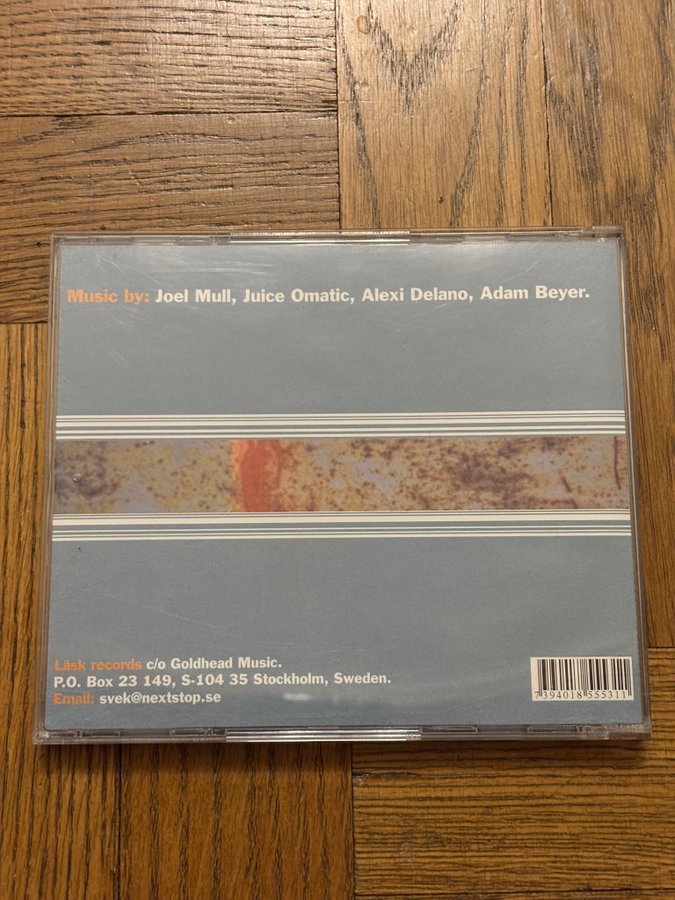 Music by: Joel Mull, Juice Omatic, Alexi Delano, Adam Beyer.
Läsk records c/o Goldhead Music.
P.O. Box 23 149, S-104 35 Stockholm, Sweden.
Email: svek@nextstop.se
7394018555311